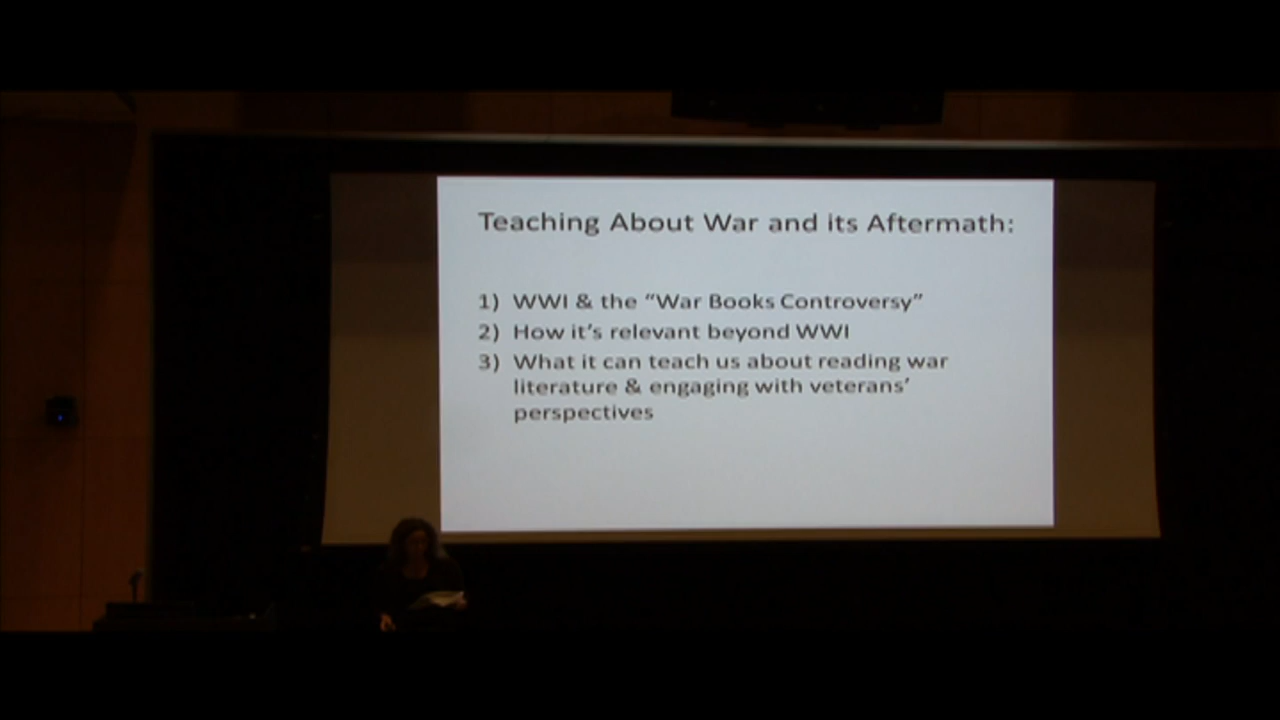 Teaching About War and its Aftermath:
1) WWI & the “War Books Controversy”
2) How it’s relevant beyond WWI
3) What it can teach us about reading war
literature & engaging with veterans’
perspectives